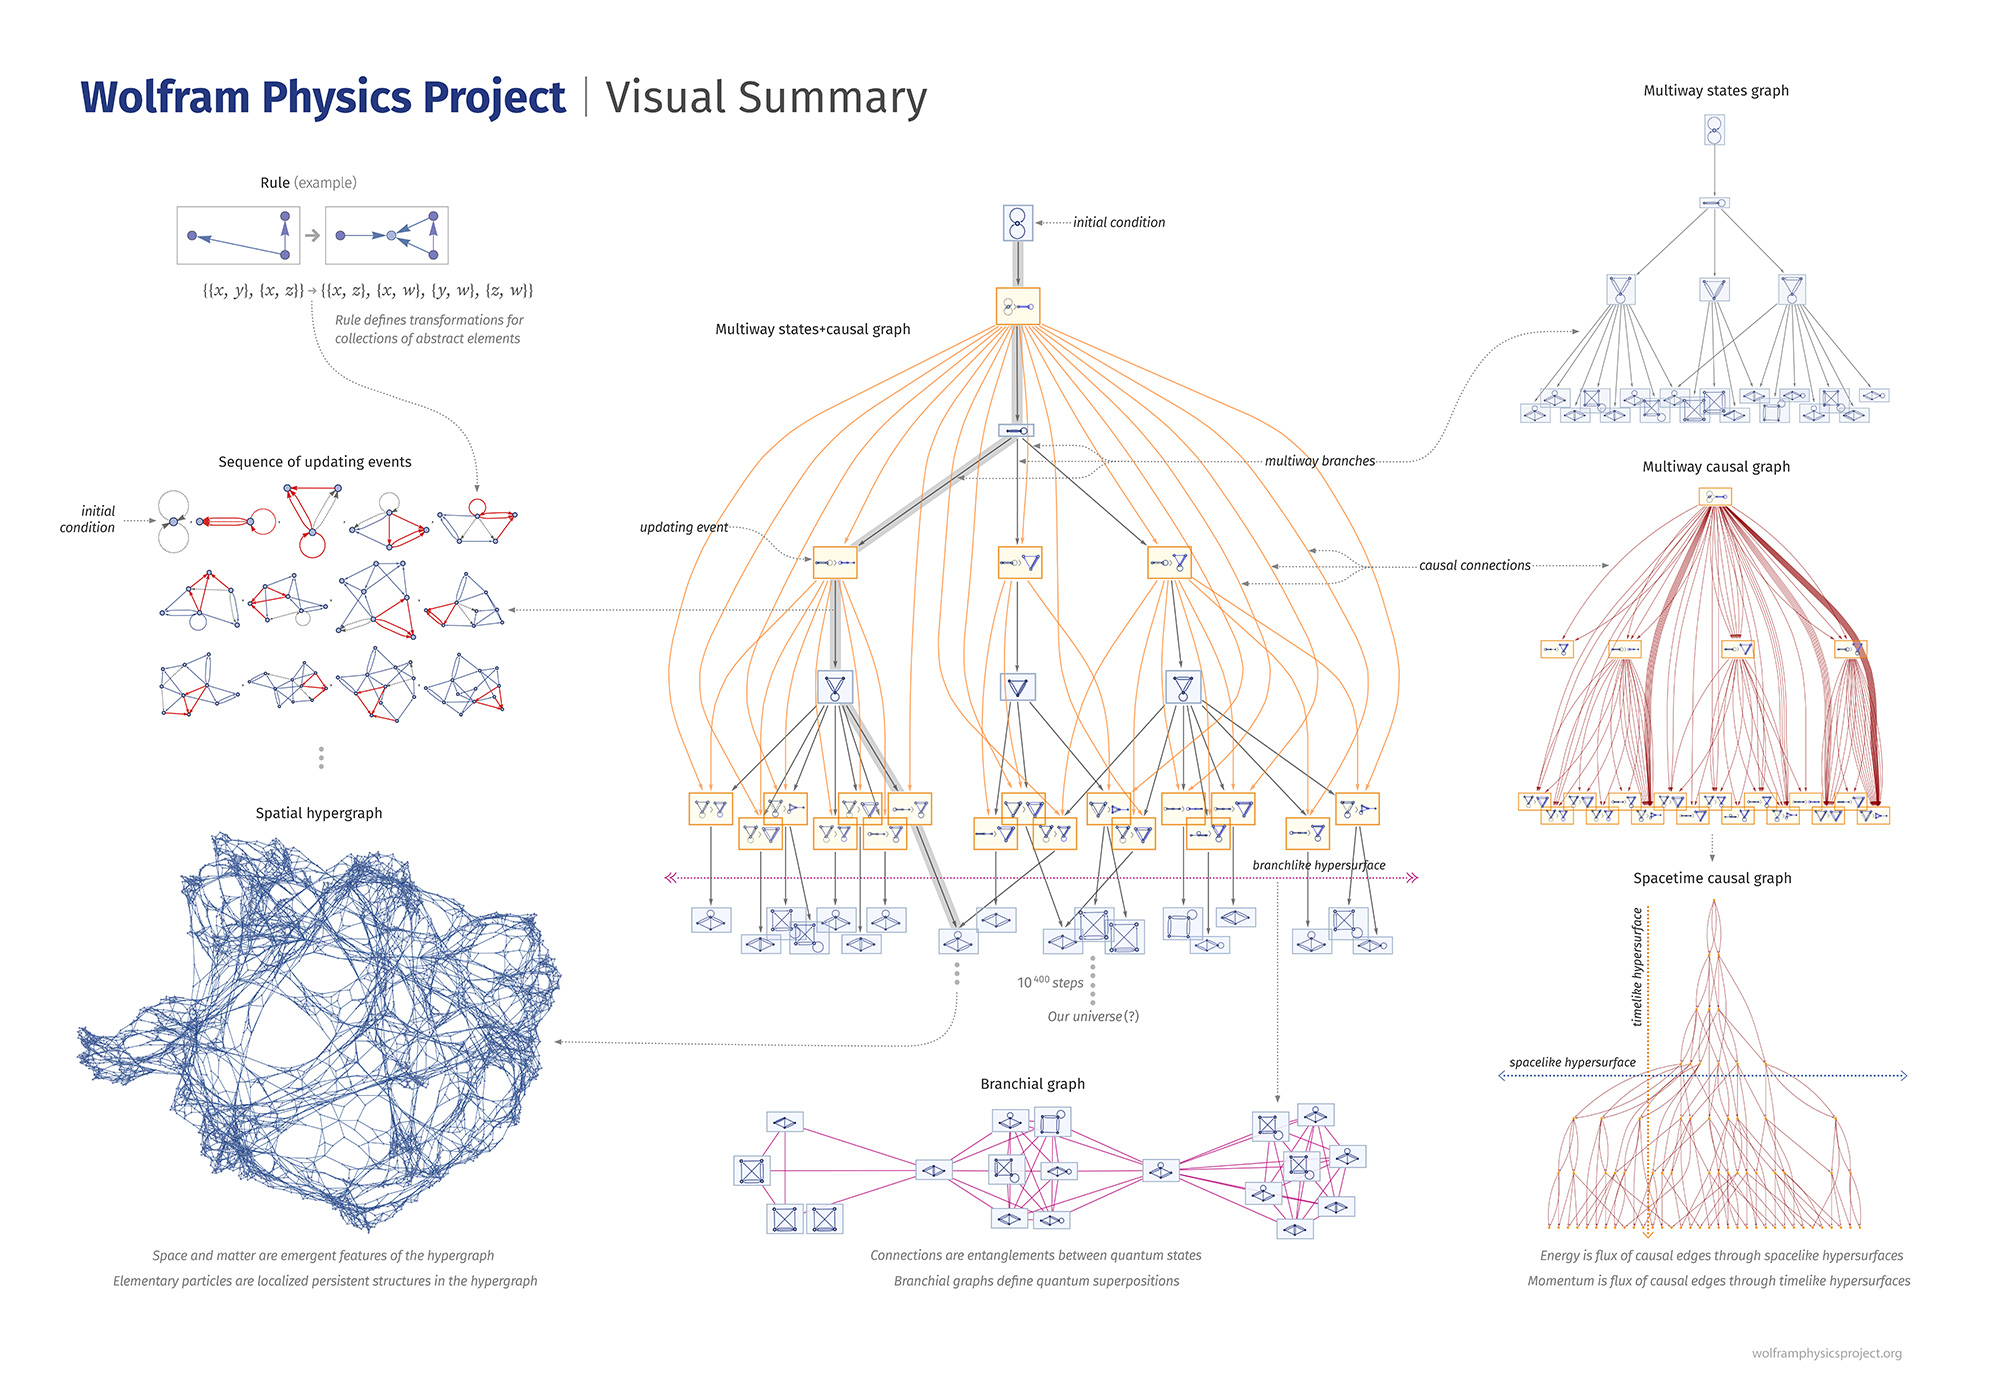 Wolfram Physics Project | Visual Summary
Rule (example)
{{x, y}, {x, z}} → {{x, z}, {x, w}, {y, w}, {z, w}}
Rule defines transformations for
collections of abstract elements
Sequence of updating events
initial
condition
Spatial hypergraph
Space and matter are emergent features of the hypergraph
Elementary particles are localized persistent structures in the hypergraph
initial condition
Multiway states+causal graph
multiway branches
updating event
causal connections
branchlike hypersurface
10^400 steps
Our universe(?)
Branchial graph
Connections are entanglements between quantum states
Branchial graphs define quantum superpositions
Multiway states graph
Multiway causal graph
Spacetime causal graph
timelike hypersurface
spacelike hypersurface
Energy is flux of causal edges through spacelike hypersurfaces
Momentum is flux of causal edges through timelike hypersurfaces
wolframphysicsproject.org